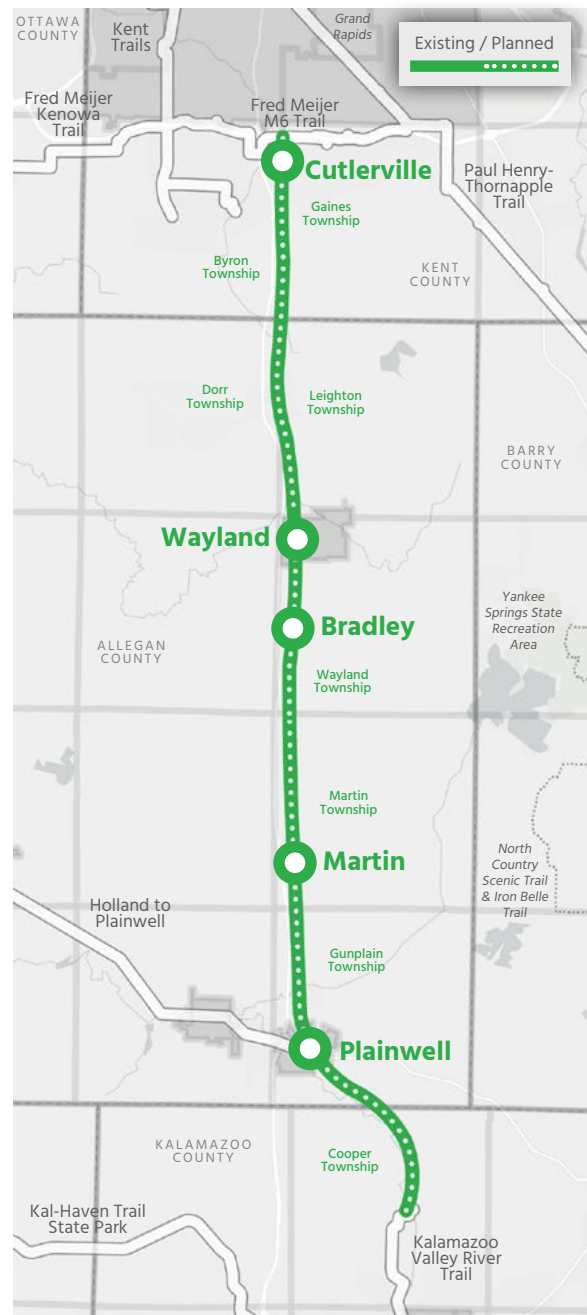 OTTAWA
COUNTY
Kent
Trails
Grand
Rapids
Existing / Planned
Fred Meijer
Kenowa
Trail
Fred Meijer
M6 Trail
Cutlerville
Paul Henry-
Thornapple
Trail
Gaines
Township
Byron
Township
KENT
COUNTY
Dorr
Township
Leighton
Township
BARRY
COUNTY
Wayland
Yankee
Springs State
Recreation
Area
Bradley
ALLEGAN
COUNTY
Wayland
Township
Martin
Township
Martin
North
Country
Scenic Trail
& Iron Belle
Trail
Holland to
Plainwell
Gunplain
Township
Plainwell
KALAMAZOO
COUNTY
Cooper
Township
Kal-Haven Trail
State Park
Kalamazoo
Valley River
Trail